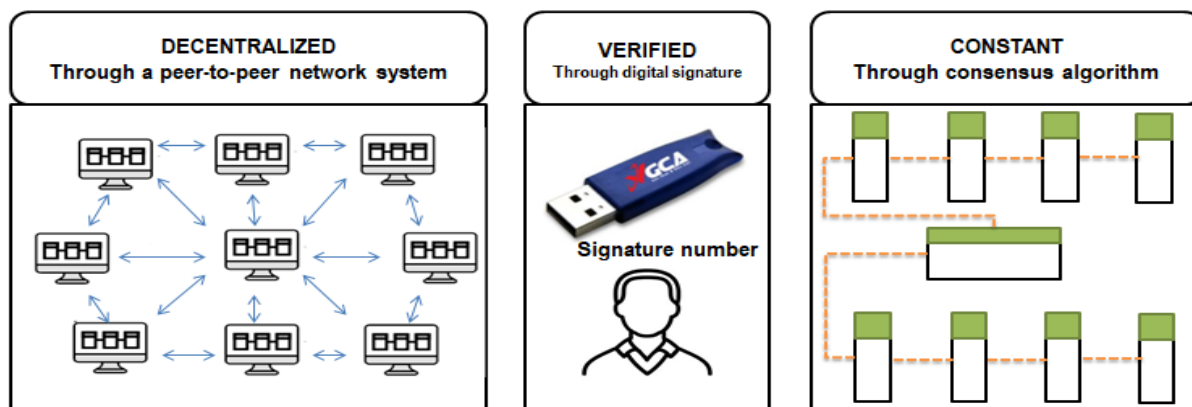 DECENTRALIZED
Through a peer-to-peer network system
VERIFIED
Through digital signature
CONSTANT
Through consensus algorithm
GCA
Signature number